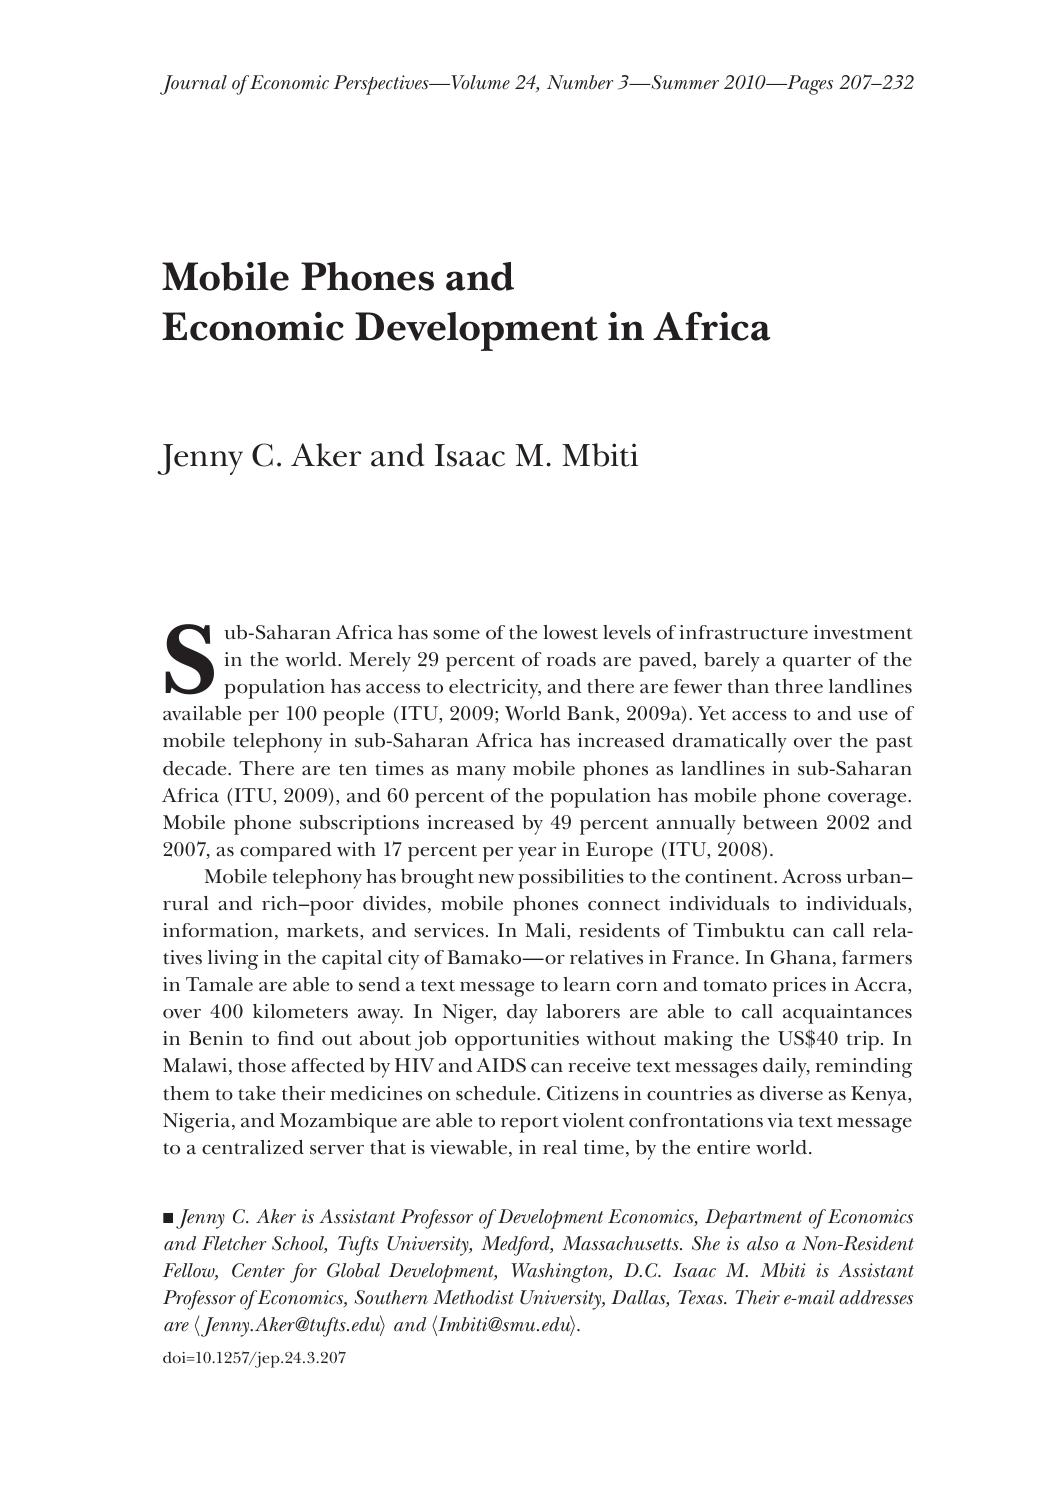 Journal of Economic Perspectives—Volume 24, Number 3—Summer 2010—Pages 207–232
Mobile Phones and
Economic Development in Africa
Jenny C. Aker and Isaac M. Mbiti
Sub-Saharan Africa has some of the lowest levels of infrastructure investment
in the world. Merely 29 percent of roads are paved, barely a quarter of the
population has access to electricity, and there are fewer than three landlines
available per 100 people (ITU, 2009; World Bank, 2009a). Yet access to and use of
mobile telephony in sub-Saharan Africa has increased dramatically over the past
decade. There are ten times as many mobile phones as landlines in sub-Saharan
Africa (ITU, 2009), and 60 percent of the population has mobile phone coverage.
Mobile phone subscriptions increased by 49 percent annually between 2002 and
2007, as compared with 17 percent per year in Europe (ITU, 2008).
Mobile telephony has brought new possibilities to the continent. Across urban–
rural and rich–poor divides, mobile phones connect individuals to individuals,
information, markets, and services. In Mali, residents of Timbuktu can call rela-
tives living in the capital city of Bamako—or relatives in France. In Ghana, farmers
in Tamale are able to send a text message to learn corn and tomato prices in Accra,
over 400 kilometers away. In Niger, day laborers are able to call acquaintances
in Benin to find out about job opportunities without making the US$40 trip. In
Malawi, those affected by HIV and AIDS can receive text messages daily, reminding
them to take their medicines on schedule. Citizens in countries as diverse as Kenya,
Nigeria, and Mozambique are able to report violent confrontations via text message
to a centralized server that is viewable, in real time, by the entire world.
■ Jenny C. Aker is Assistant Professor of Development Economics, Department of Economics
and Fletcher School, Tufts University, Medford, Massachusetts. She is also a Non-Resident
Fellow, Center for Global Development, Washington, D.C. Isaac M. Mbiti is Assistant
Professor of Economics, Southern Methodist University, Dallas, Texas. Their e-mail addresses
are ⟨Jenny.Aker@tufts.edu⟩ and ⟨Imbiti@smu.edu⟩.
doi=10.1257/jep.24.3.207